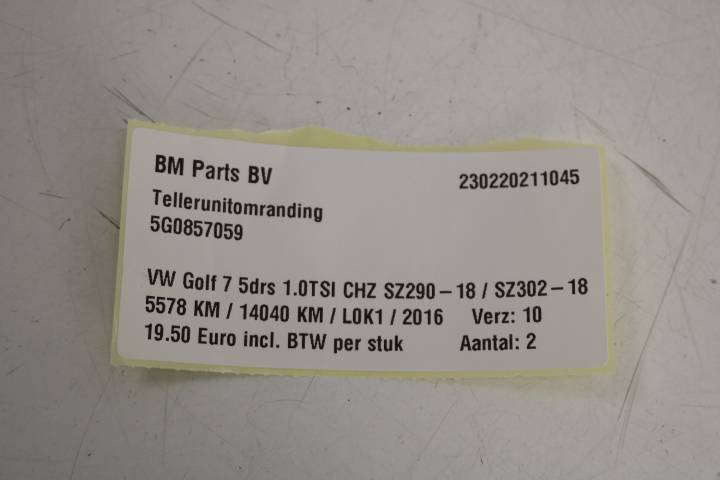 BM Parts BV 230220211045
Tellerunitomranding
5G0857059
VW Golf 7 5drs 1.0TSI CHZ SZ290-18 / SZ302-18
5578 KM / 14040 KM / L0K1 / 2016 Verz: 10
19.50 Euro incl. BTW per stuk Aantal: 2